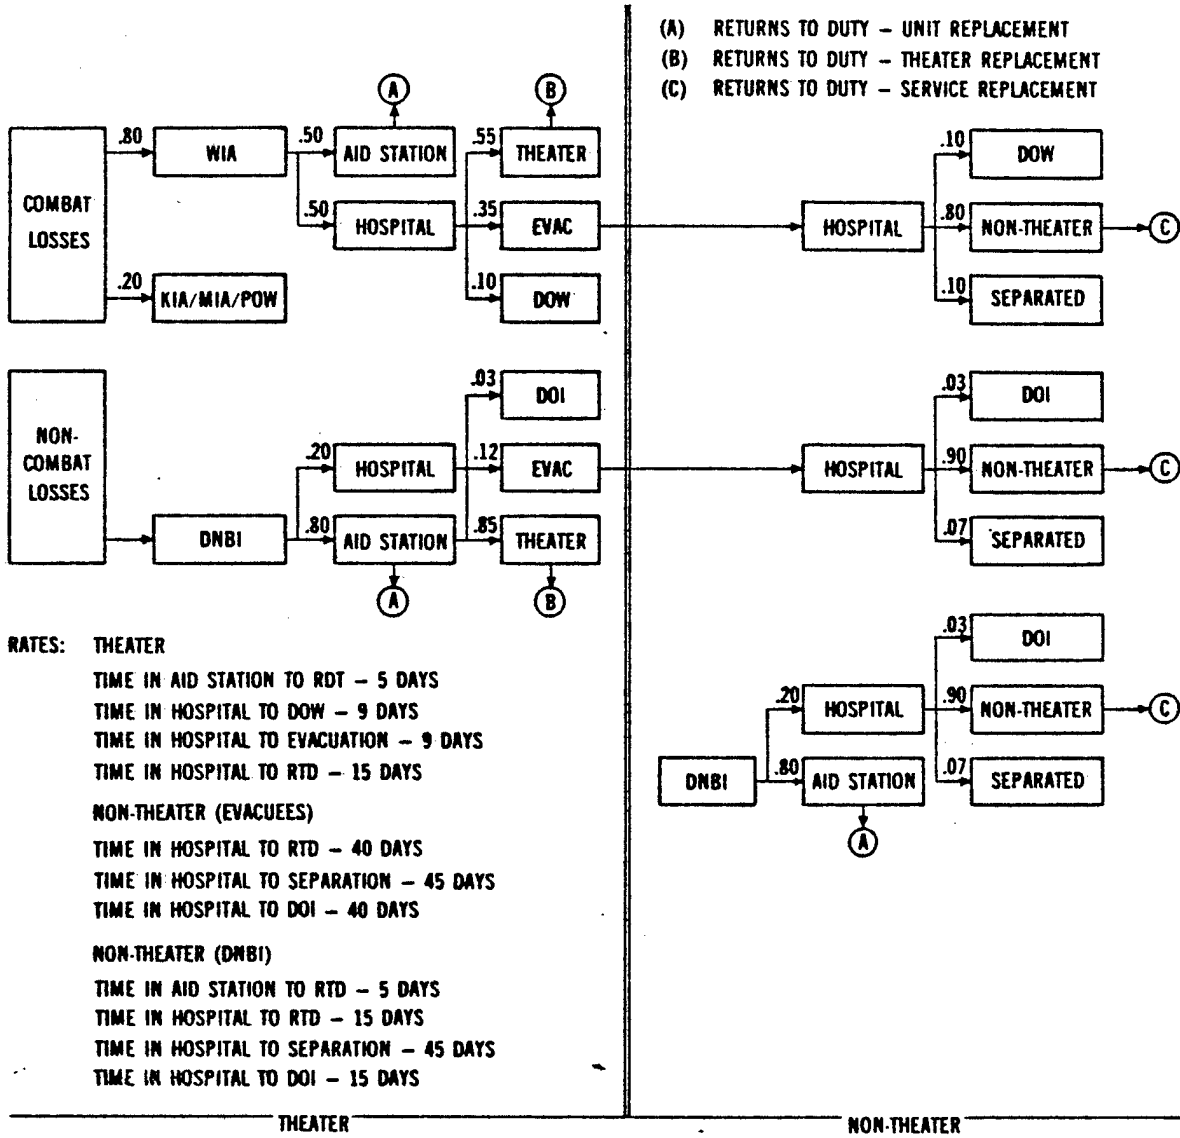 (A) RETURNS TO DUTY – UNIT REPLACEMENT
(B) RETURNS TO DUTY – THEATER REPLACEMENT
(C) RETURNS TO DUTY – SERVICE REPLACEMENT
A
B
COMBAT
LOSSES
.80
WIA
.50
AID STATION
.55
THEATER
.50
HOSPITAL
.35
EVAC
.10
DOW
.20
KIA/MIA/POW
HOSPITAL
.10
DOW
.80
NON-THEATER
C
.10
SEPARATED
NON-
COMBAT
LOSSES
DNBI
.20
HOSPITAL
.80
AID STATION
.03
DOI
.12
EVAC
.85
THEATER
A
B
HOSPITAL
.03
DOI
.90
NON-THEATER
C
.07
SEPARATED
DNBI
.20
HOSPITAL
.80
AID STATION
A
.03
DOI
.90
NON-THEATER
C
.07
SEPARATED
RATES: THEATER
TIME IN AID STATION TO RDT – 5 DAYS
TIME IN HOSPITAL TO DOW – 9 DAYS
TIME IN HOSPITAL TO EVACUATION – 9 DAYS
TIME IN HOSPITAL TO RTD – 15 DAYS
NON-THEATER (EVACUEES)
TIME IN HOSPITAL TO RTD – 40 DAYS
TIME IN HOSPITAL TO SEPARATION – 45 DAYS
TIME IN HOSPITAL TO DOI – 40 DAYS
NON-THEATER (DNBI)
TIME IN AID STATION TO RTD – 5 DAYS
TIME IN HOSPITAL TO RTD – 15 DAYS
TIME IN HOSPITAL TO SEPARATION – 45 DAYS
TIME IN HOSPITAL TO DOI – 15 DAYS
THEATER
NON-THEATER